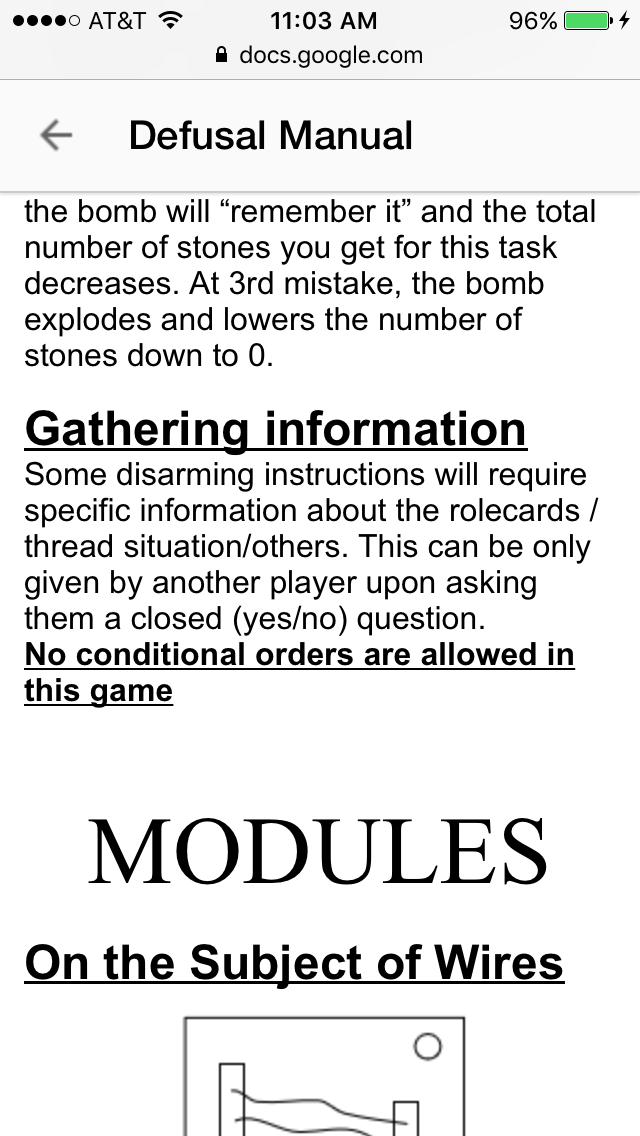 AT&T 11:03 AM 96%
docs.google.com
Defusal Manual
the bomb will “remember it” and the total
number of stones you get for this task
decreases. At 3rd mistake, the bomb
explodes and lowers the number of
stones down to 0.
Gathering information
Some disarming instructions will require
specific information about the rolecards /
thread situation/others. This can be only
given by another player upon asking
them a closed (yes/no) question.
No conditional orders are allowed in
this game
MODULES
On the Subject of Wires